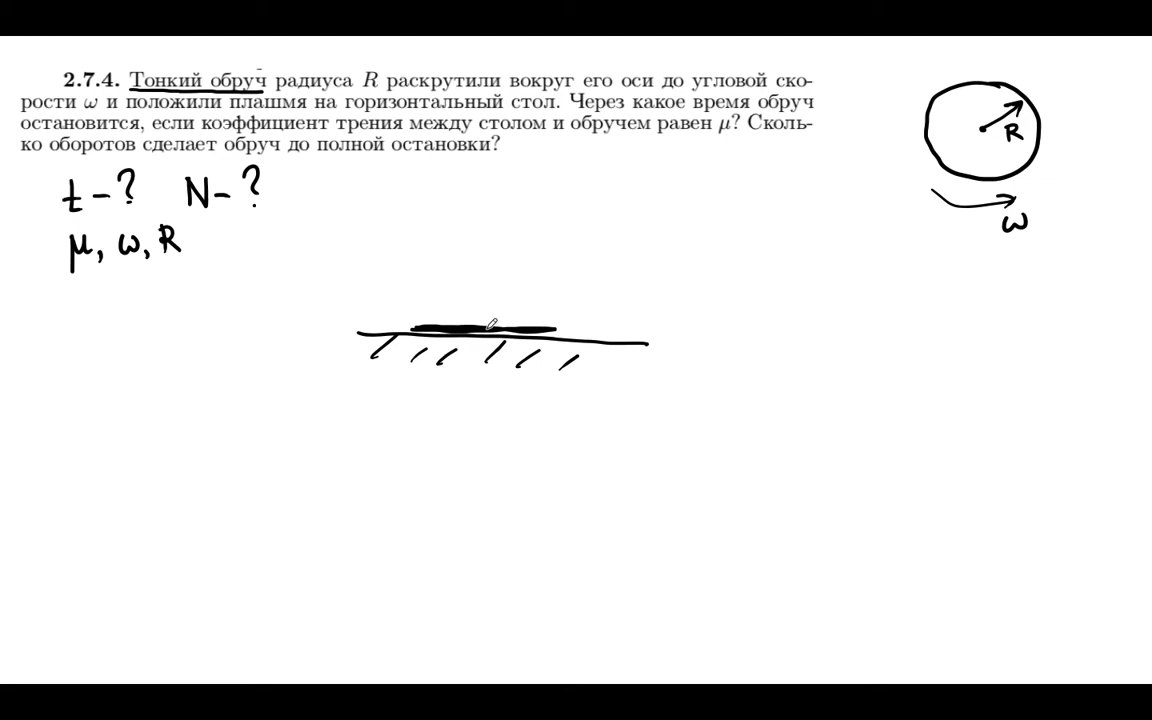 2.7.4. Тонкий обруч радиуса R раскрутили вокруг его оси до угловой ско-
рости ω и положили плашмя на горизонтальный стол. Через какое время обруч
остановится, если коэффициент трения между столом и обручем равен μ? Сколь-
ко оборотов сделает обруч до полной остановки?
t – ? N – ?
μ, ω, R
R
ω